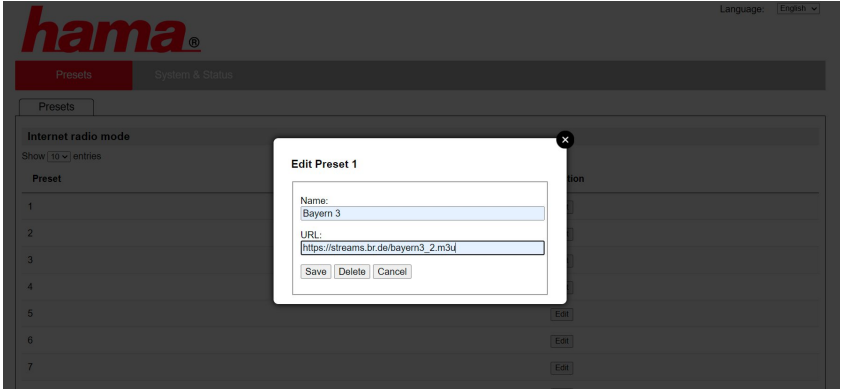 Language: English
hama®
Presets System & Status
Presets
Internet radio mode
Show 10 entries
Preset tion
1
2
3
4
5 Edit
6 Edit
7 Edit
×
Edit Preset 1
Name:
Bayern 3
URL:
https://streams.br.de/bayern3_2.m3u
Save Delete Cancel